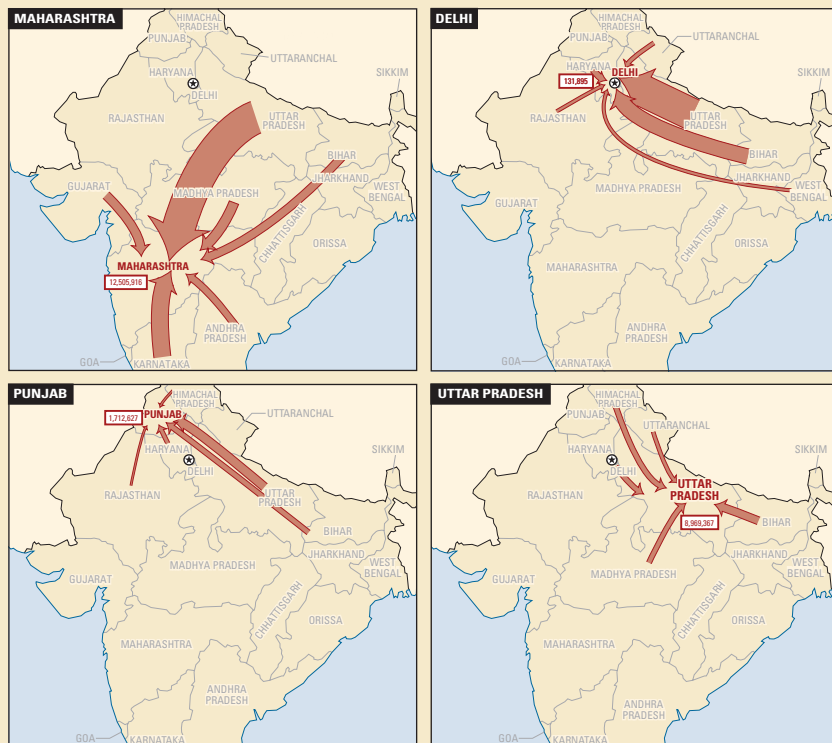 MAHARASHTRA
HIMACHAL
PRADESH
PUNJAB
UTTARANCHAL
HARYANA
DELHI
SIKKIM
RAJASTHAN
UTTAR
PRADESH
BIHAR
JHARKHAND
GUJARAT
MADHYA PRADESH
WEST
BENGAL
CHHATTISGARH
ORISSA
MAHARASHTRA
12,505,916
ANDHRA
PRADESH
GOA
KARNATAKA
DELHI
HIMACHAL
PRADESH
PUNJAB
UTTARANCHAL
HARYANA
DELHI
SIKKIM
131,895
RAJASTHAN
UTTAR
PRADESH
BIHAR
JHARKHAND
MADHYA PRADESH
WEST
BENGAL
GUJARAT
CHHATTISGARH
ORISSA
MAHARASHTRA
ANDHRA
PRADESH
GOA
KARNATAKA
PUNJAB
HIMACHAL
PRADESH
1,712,627
PUNJAB
UTTARANCHAL
HARYANA
SIKKIM
DELHI
RAJASTHAN
UTTAR
PRADESH
BIHAR
JHARKHAND
MADHYA PRADESH
WEST
BENGAL
GUJARAT
CHHATTISGARH
ORISSA
MAHARASHTRA
ANDHRA
PRADESH
GOA
KARNATAKA
UTTAR PRADESH
HIMACHAL
PRADESH
PUNJAB
UTTARANCHAL
HARYANA
SIKKIM
DELHI
RAJASTHAN
UTTAR
PRADESH
8,969,367
BIHAR
JHARKHAND
MADHYA PRADESH
WEST
BENGAL
GUJARAT
CHHATTISGARH
ORISSA
MAHARASHTRA
ANDHRA
PRADESH
GOA
KARNATAKA